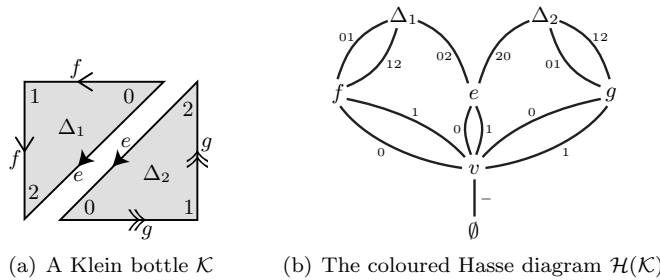 f
1 0
Δ₁
f
e
2
2
e
Δ₂
g
0 1
g
(a) A Klein bottle 𝒦
Δ₁ Δ₂
01 02 20 12
12 01
f e g
1 0
0 0 1 1
v
–
∅
(b) The coloured Hasse diagram ℋ(𝒦)